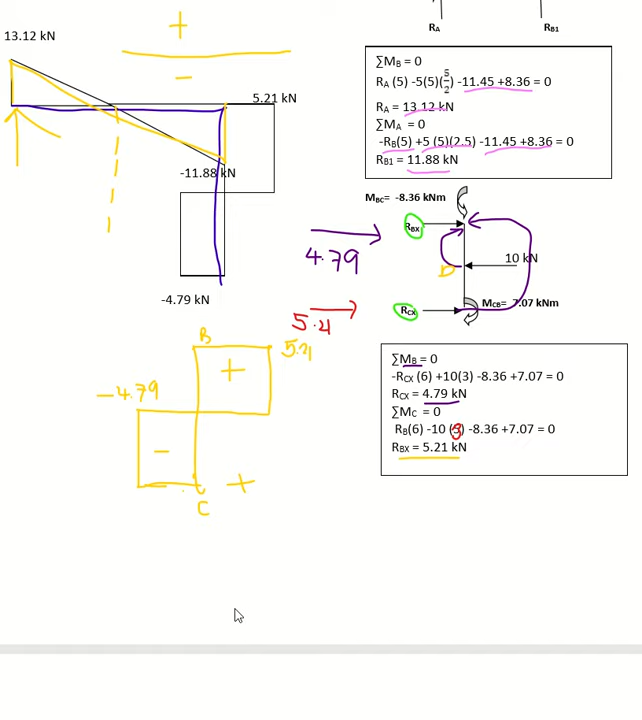 +
−
13.12 kN
5.21 kN
-11.88 kN
-4.79 kN
R_A
R_B1
∑M_B = 0
R_A (5) -5(5)(5/2) -11.45 +8.36 = 0
R_A = 13.12 kN
∑M_A = 0
-R_B(5) +5 (5)(2.5) -11.45 +8.36 = 0
R_B1 = 11.88 kN
M_BC= -8.36 kNm
R_BX
4.79
10 kN
D
M_CB= 7.07 kNm
R_CX
5.21
∑M_B = 0
-R_CX (6) +10(3) -8.36 +7.07 = 0
R_CX = 4.79 kN
∑M_C = 0
R_B(6) -10 (3) -8.36 +7.07 = 0
R_BX = 5.21 kN
B
5.21
+
-4.79
−
+
C